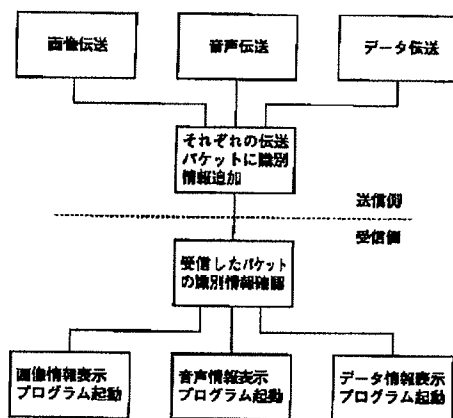 画像伝送
音声伝送
データ伝送
それぞれの伝送
パケットに識別
情報追加
送信側
受信側
受信したパケット
の識別情報確認
画像情報表示
プログラム起動
音声情報表示
プログラム起動
データ情報表示
プログラム起動